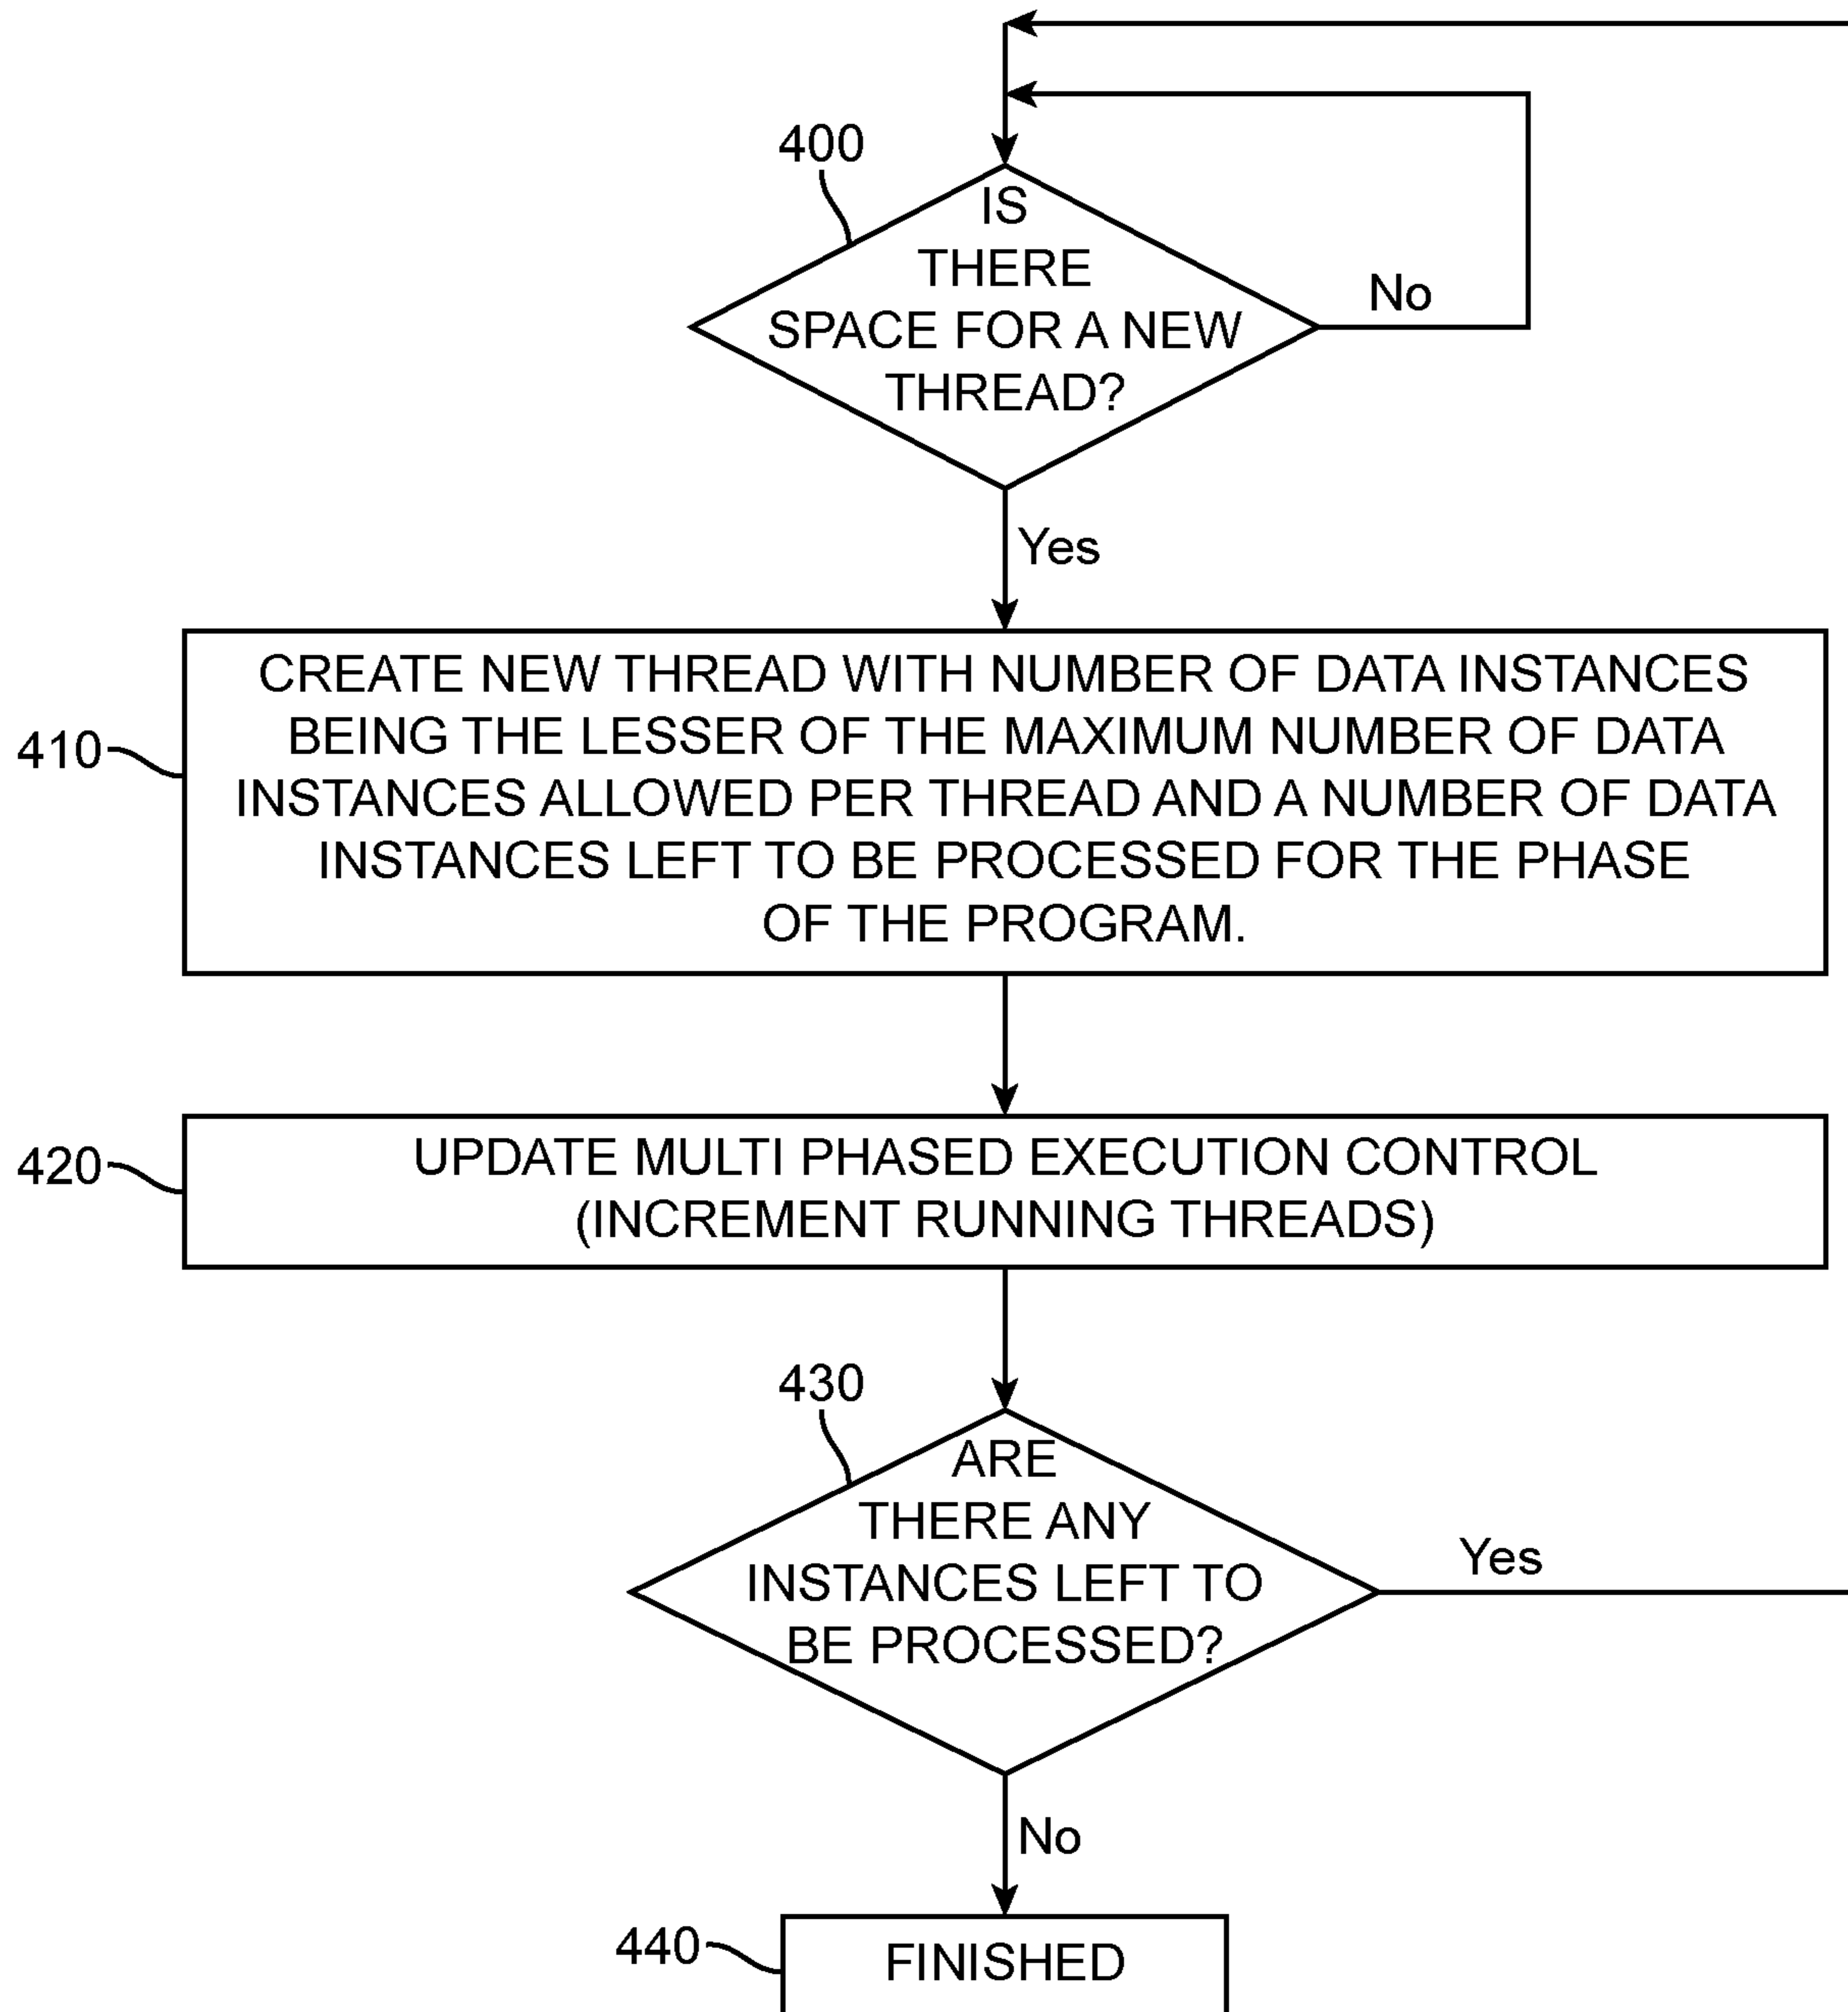 400
IS
THERE
SPACE FOR A NEW
THREAD?
No
Yes
410
CREATE NEW THREAD WITH NUMBER OF DATA INSTANCES
BEING THE LESSER OF THE MAXIMUM NUMBER OF DATA
INSTANCES ALLOWED PER THREAD AND A NUMBER OF DATA
INSTANCES LEFT TO BE PROCESSED FOR THE PHASE
OF THE PROGRAM.
420
UPDATE MULTI PHASED EXECUTION CONTROL
(INCREMENT RUNNING THREADS)
430
ARE
THERE ANY
INSTANCES LEFT TO
BE PROCESSED?
Yes
No
440
FINISHED